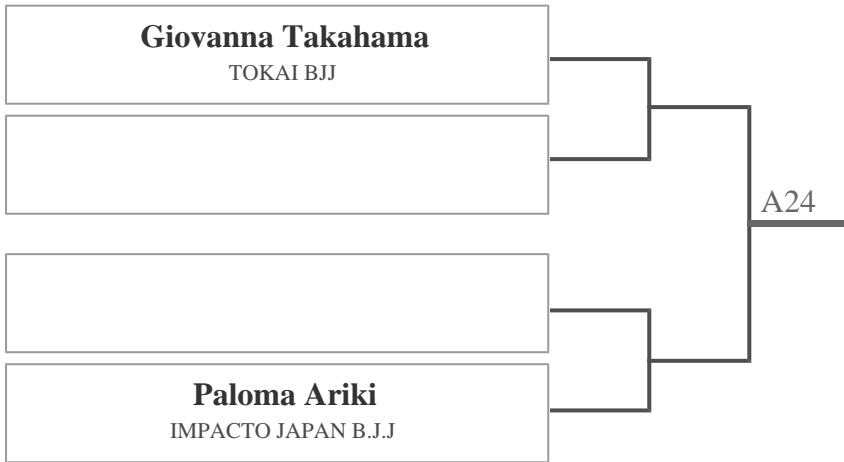 Giovanna Takahama
TOKAI BJJ
A24
Paloma Ariki
IMPACTO JAPAN B.J.J